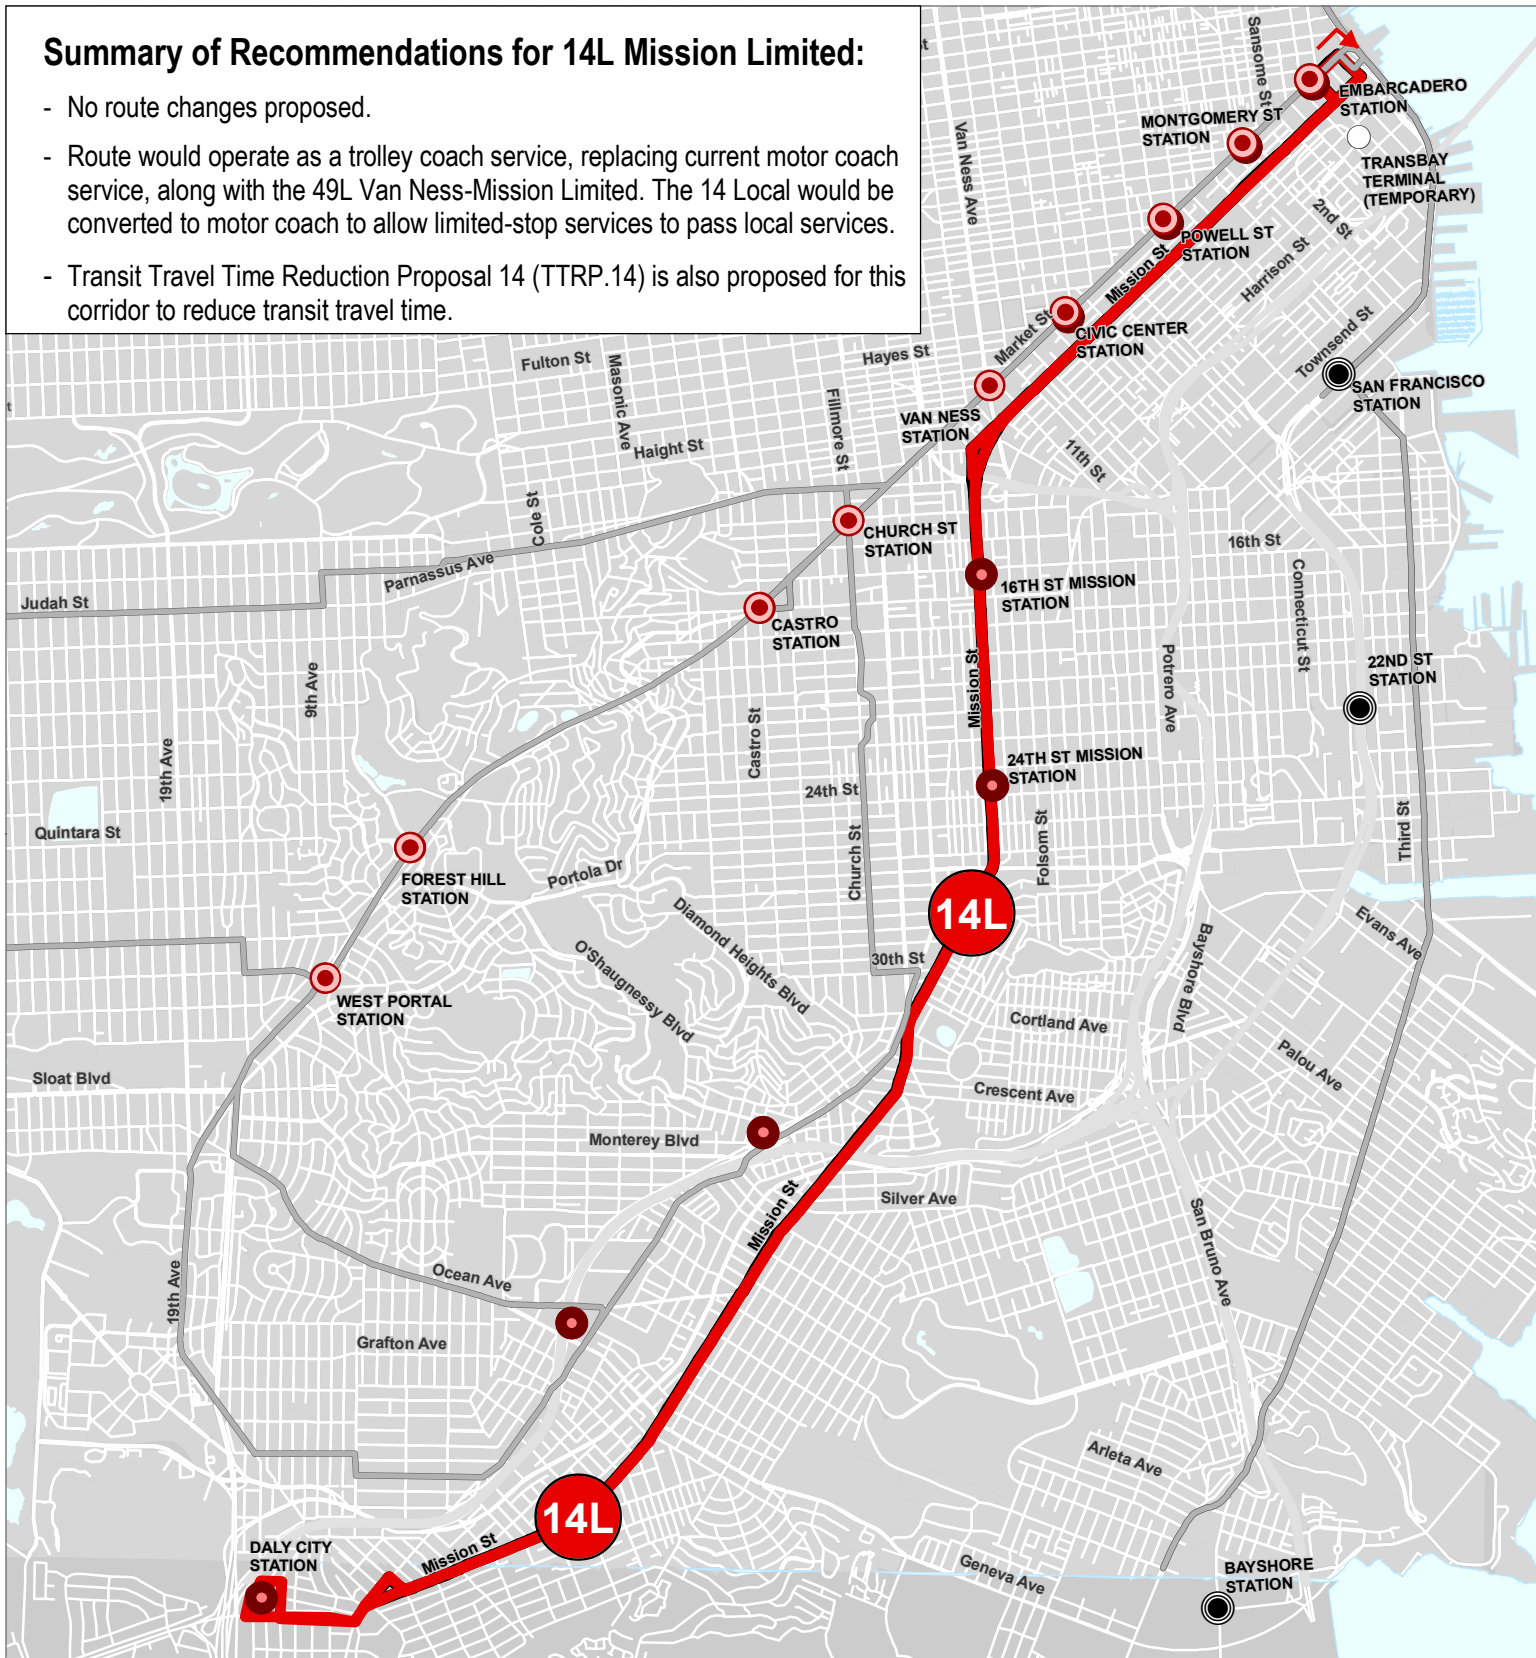 Summary of Recommendations for 14L Mission Limited:
- No route changes proposed.
- Route would operate as a trolley coach service, replacing current motor coach
service, along with the 49L Van Ness-Mission Limited. The 14 Local would be
converted to motor coach to allow limited-stop services to pass local services.
- Transit Travel Time Reduction Proposal 14 (TTRP.14) is also proposed for this
corridor to reduce transit travel time.
St
Sansome St
EMBARCADERO
STATION
MONTGOMERY ST
STATION
Van Ness Ave
TRANSBAY
TERMINAL
(TEMPORARY)
2nd St
POWELL ST
STATION
Mission St
Harrison St
Market St
CIVIC CENTER
STATION
Townsend St
Hayes St
Fulton St
Masonic Ave
Fillmore St
SAN FRANCISCO
STATION
t
VAN NESS
STATION
Haight St
11th St
Cole St
CHURCH ST
STATION
16th St
Parnassus Ave
Connecticut St
16TH ST MISSION
STATION
Judah St
CASTRO
STATION
9th Ave
Mission St
Potrero Ave
22ND ST
STATION
19th Ave
Castro St
24TH ST MISSION
STATION
24th St
Quintara St
Church St
Folsom St
Third St
FOREST HILL
STATION
Portola Dr
14L
Diamond Heights Blvd
Evans Ave
O'Shaugnessy Blvd
30th St
Bayshore Blvd
WEST PORTAL
STATION
Cortland Ave
Palou Ave
Sloat Blvd
Crescent Ave
Monterey Blvd
Mission St
Silver Ave
San Bruno Ave
19th Ave
Ocean Ave
Grafton Ave
Arleta Ave
14L
DALY CITY
STATION
Mission St
Geneva Ave
BAYSHORE
STATION